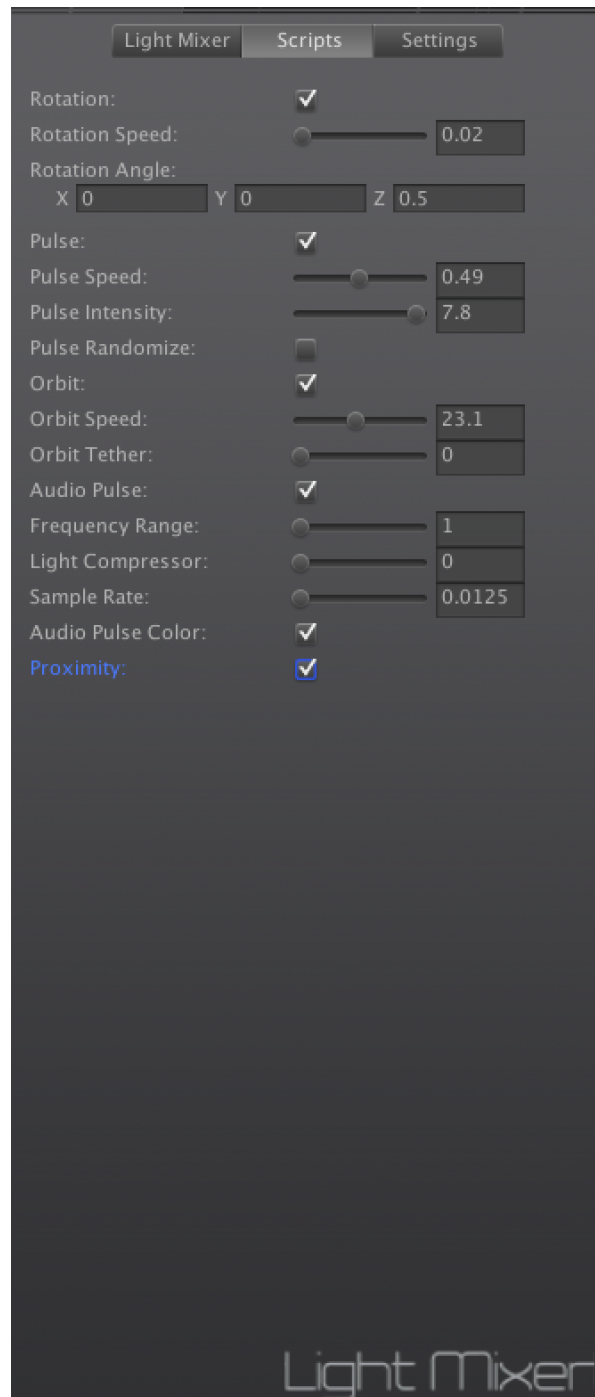 Light Mixer Scripts Settings
Rotation:
Rotation Speed: 0.02
Rotation Angle:
X 0 Y 0 Z 0.5
Pulse:
Pulse Speed: 0.49
Pulse Intensity: 7.8
Pulse Randomize:
Orbit:
Orbit Speed: 23.1
Orbit Tether: 0
Audio Pulse:
Frequency Range: 1
Light Compressor: 0
Sample Rate: 0.0125
Audio Pulse Color:
Proximity:
Light Mixer